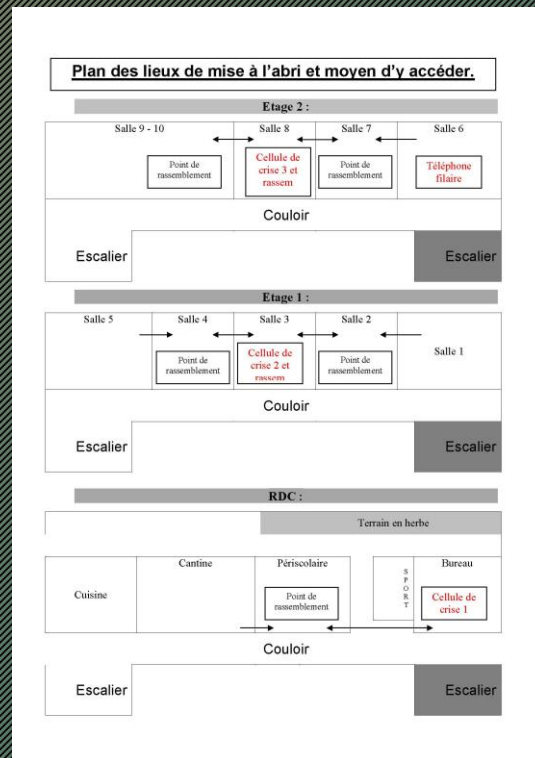 Plan des lieux de mise à l'abri et moyen d'y accéder.
Etage 2 :
Salle 9 - 10
Salle 8
Salle 7
Salle 6
Point de
rassemblement
Cellule de
crise 3 et
rassem
Point de
rassemblement
Téléphone
filaire
Couloir
Escalier
Escalier
Etage 1 :
Salle 5
Salle 4
Salle 3
Salle 2
Salle 1
Point de
rassemblement
Cellule de
crise 2 et
rassem
Point de
rassemblement
Couloir
Escalier
Escalier
RDC :
Terrain en herbe
Cuisine
Cantine
Périscolaire
Point de
rassemblement
SPORT
Bureau
Cellule de
crise 1
Couloir
Escalier
Escalier